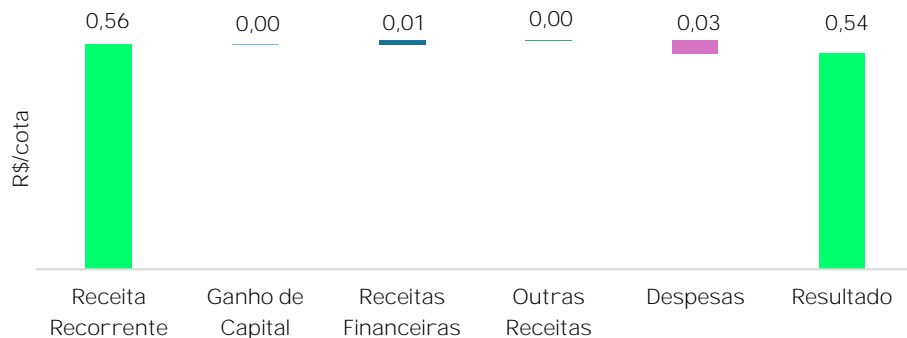 0,56
0,00
0,01
0,00
0,03
0,54
R$/cota
Receita
Recorrente
Ganho de
Capital
Receitas
Financeiras
Outras
Receitas
Despesas
Resultado